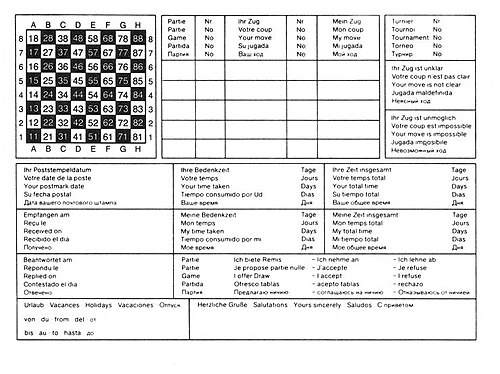 A B C D E F G H
8 18 28 38 48 58 68 78 88 8
7 17 27 37 47 57 67 77 87 7
6 16 26 36 46 56 66 76 86 6
5 15 25 35 45 55 65 75 85 5
4 14 24 34 44 54 64 74 84 4
3 13 23 33 43 53 63 73 83 3
2 12 22 32 42 52 62 72 82 2
1 11 21 31 41 51 61 71 81 1
A B C D E F G H
Partie Nr Ihr Zug Mein Zug
Partie No Votre coup Mon coup
Game No Your move My move
Partida No Su jugada Mi jugada
Партия No Ваш ход Мой ход
Turnier Nr
Tournoi No
Tournament No
Torneo No
Турнир No
Ihr Zug ist unklar
Votre coup n'est pas clair
Your move is not clear
Jugada maldefinida
Неясный ход
Ihr Zug ist unmoglich
Votre coup est impossible
Your move is impossible
Jugada imposibile
Невозможный ход
Ihr Poststempeldatum
Votre date de la poste
Your postmark date
Su fecha postal
Дата вашего почтового штампа
Ihre Bedenkzeit Tage
Votre temps Jours
Your time taken Days
Tiempo consumido por Ud Dias
Ваше время Дня
Ihre Zeit insgesamt Tage
Votre temps total Jours
Your total time Days
Su tiempo total Dias
Ваше общее время Дня
Empfangen am
Reçu le
Received on
Recibido el dia
Получено
Meine Bedenkzeit Tage
Mon temps Jours
My time taken Days
Tiempo consumido por mi Dias
Мое время Дня
Meine Zeit insgesamt Tage
Mon temps total Jours
My total time Days
Mi tiempo total Dias
Мое общее время Дня
Beantwortet am
Repondu le
Replied on
Contestado el dia
Отвечено
Partie Ich biete Remis - Ich nehme an - Ich lehne ab
Partie Je propose partie nulle - J'accepte - Je refuse
Game I offer Draw - I accept - I refuse
Partida Ofresco tablas - acepto tablas - rechazo
Партия Предлагаю ничию - соглашаюсь на ничию - Отказываюсь от ничией
Urlaub Vacances Holidays Vacaciones Отпуск
von du from del от
bis au to hasta до
Herzliche Gruße Salutations Yours sincerely Saludos С приветом